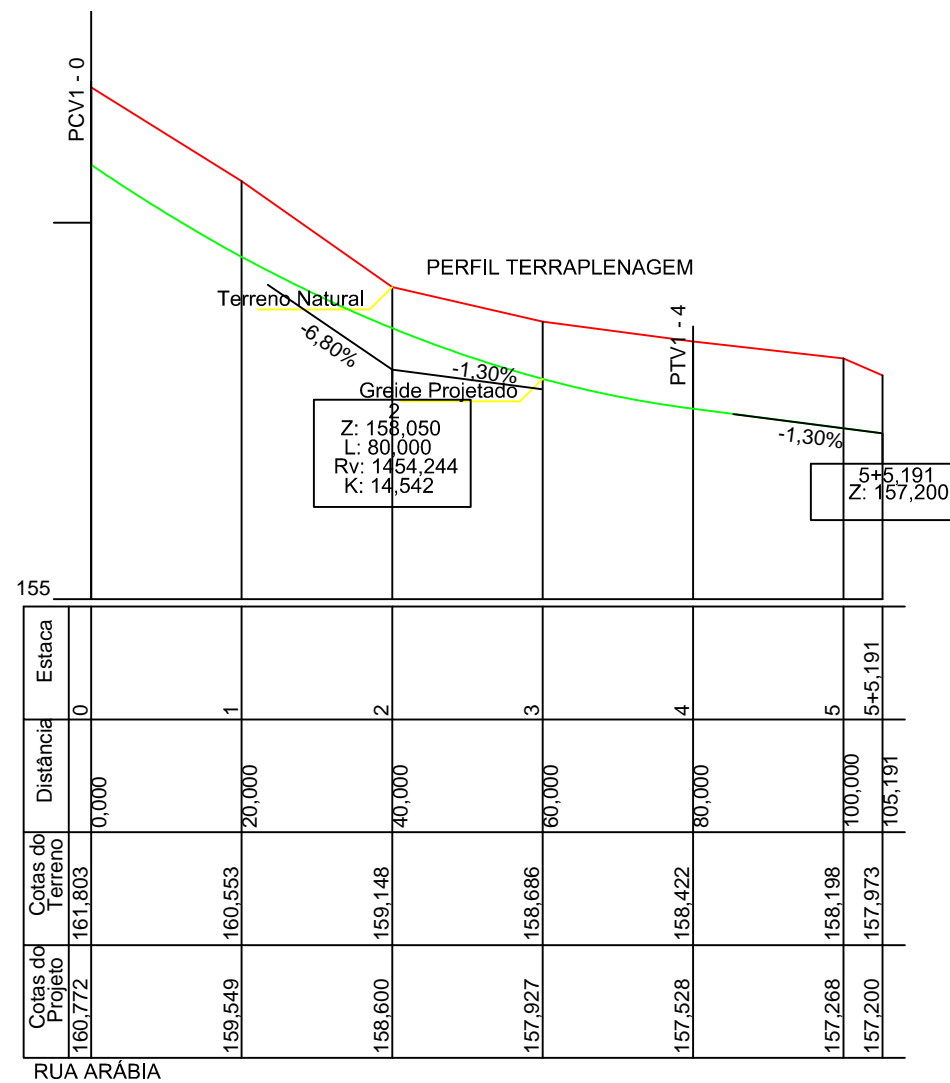 PCV1 - 0
PERFIL TERRAPLENAGEM
Terreno Natural
-6,80%
-1,30%
PTV1 - 4
Greide Projetado
2
Z: 158,050
L: 80,000
Rv: 1454,244
K: 14,542
-1,30%
5+5,191
Z: 157,200
155
Estaca
0
1
2
3
4
5
5+5,191
Distância
0,000
20,000
40,000
60,000
80,000
100,000
105,191
Cotas do
Terreno
161,803
160,553
159,148
158,686
158,422
158,198
157,973
Cotas do
Projeto
160,772
159,549
158,600
157,927
157,528
157,268
157,200
RUA ARÁBIA